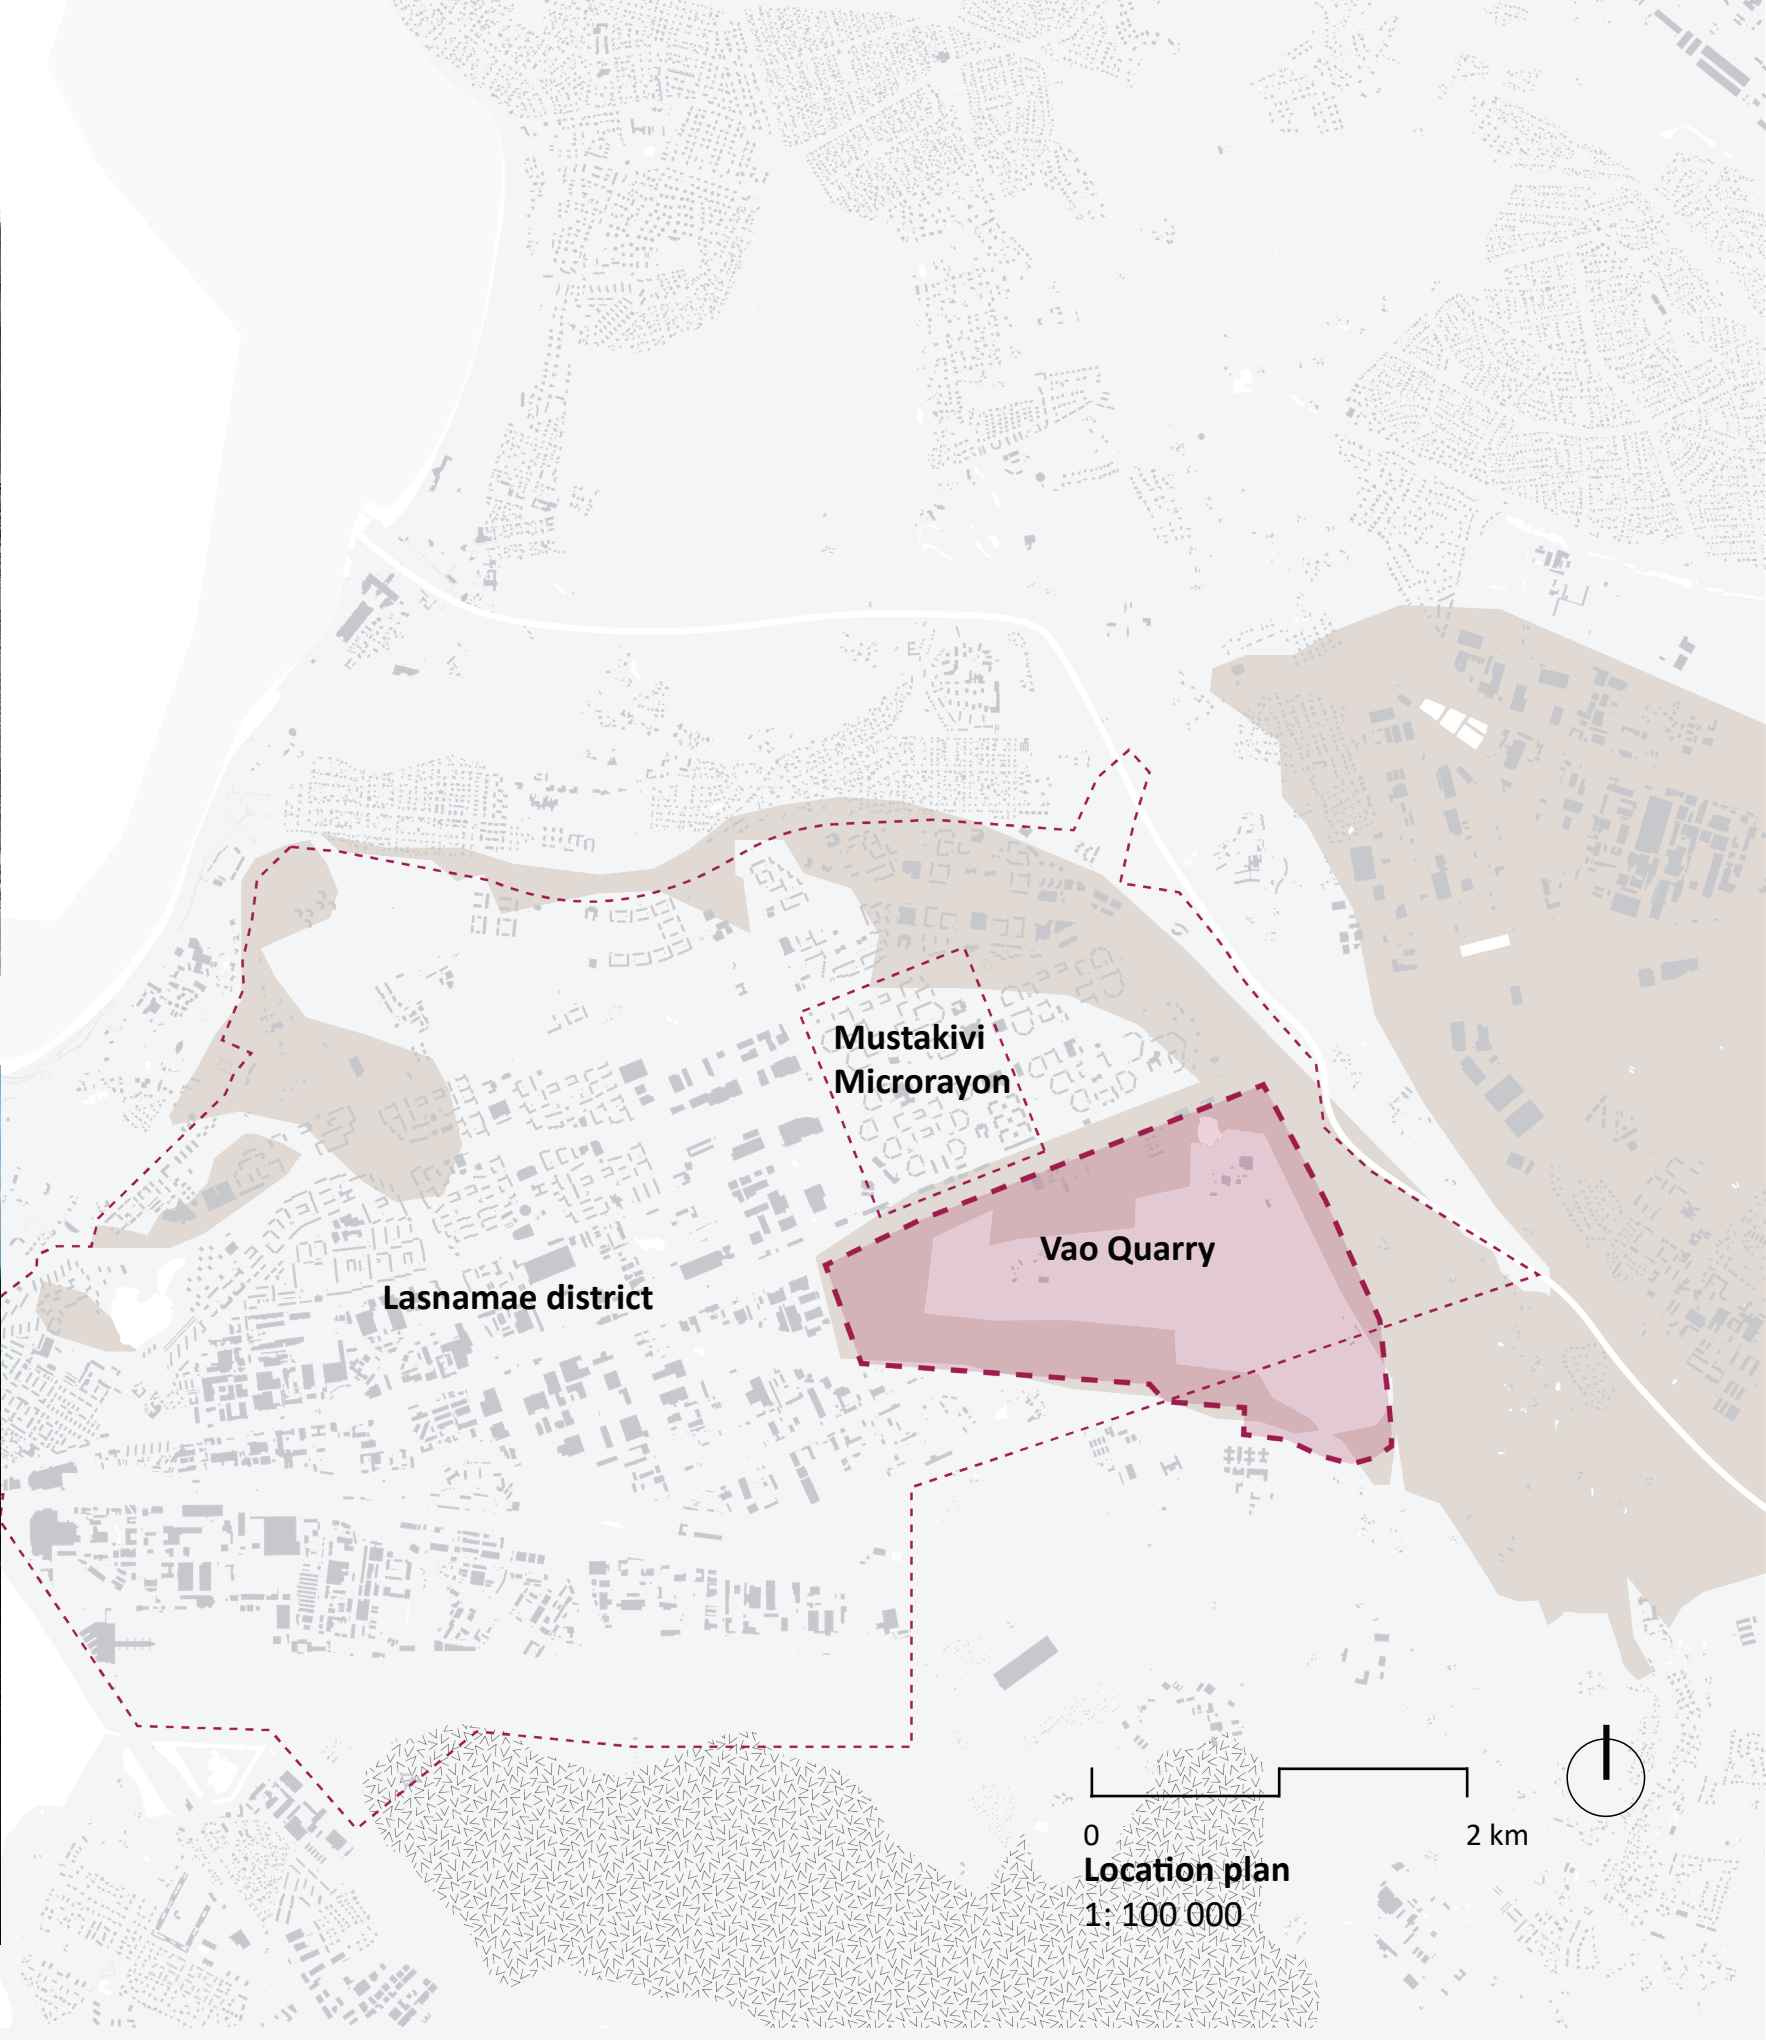 Mustakivi
Microrayon
Vao Quarry
Lasnamae district
0
2 km
Location plan
1: 100 000